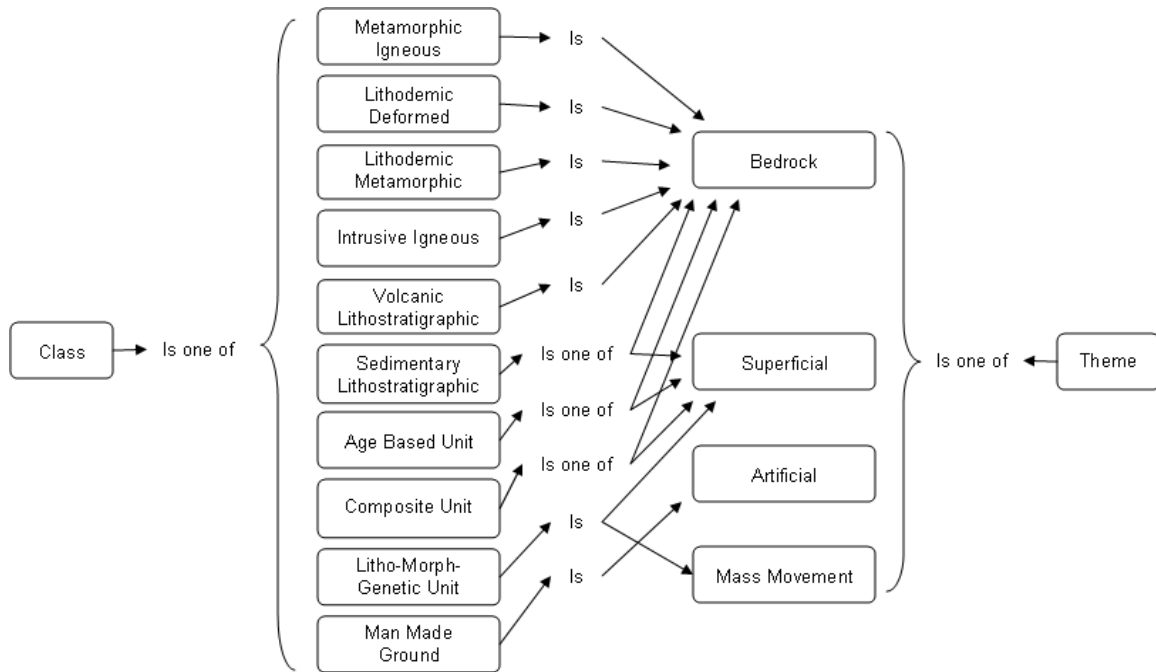 Metamorphic
Igneous
Is
Lithodemic
Deformed
Is
Lithodemic
Metamorphic
Is
Bedrock
Intrusive Igneous
Is
Volcanic
Lithostratigraphic
Is
Class
Is one of
Sedimentary
Lithostratigraphic
Is one of
Superficial
Is one of
Theme
Age Based Unit
Is one of
Composite Unit
Is one of
Artificial
Litho-Morph-
Genetic Unit
Is
Mass Movement
Man Made
Ground
Is